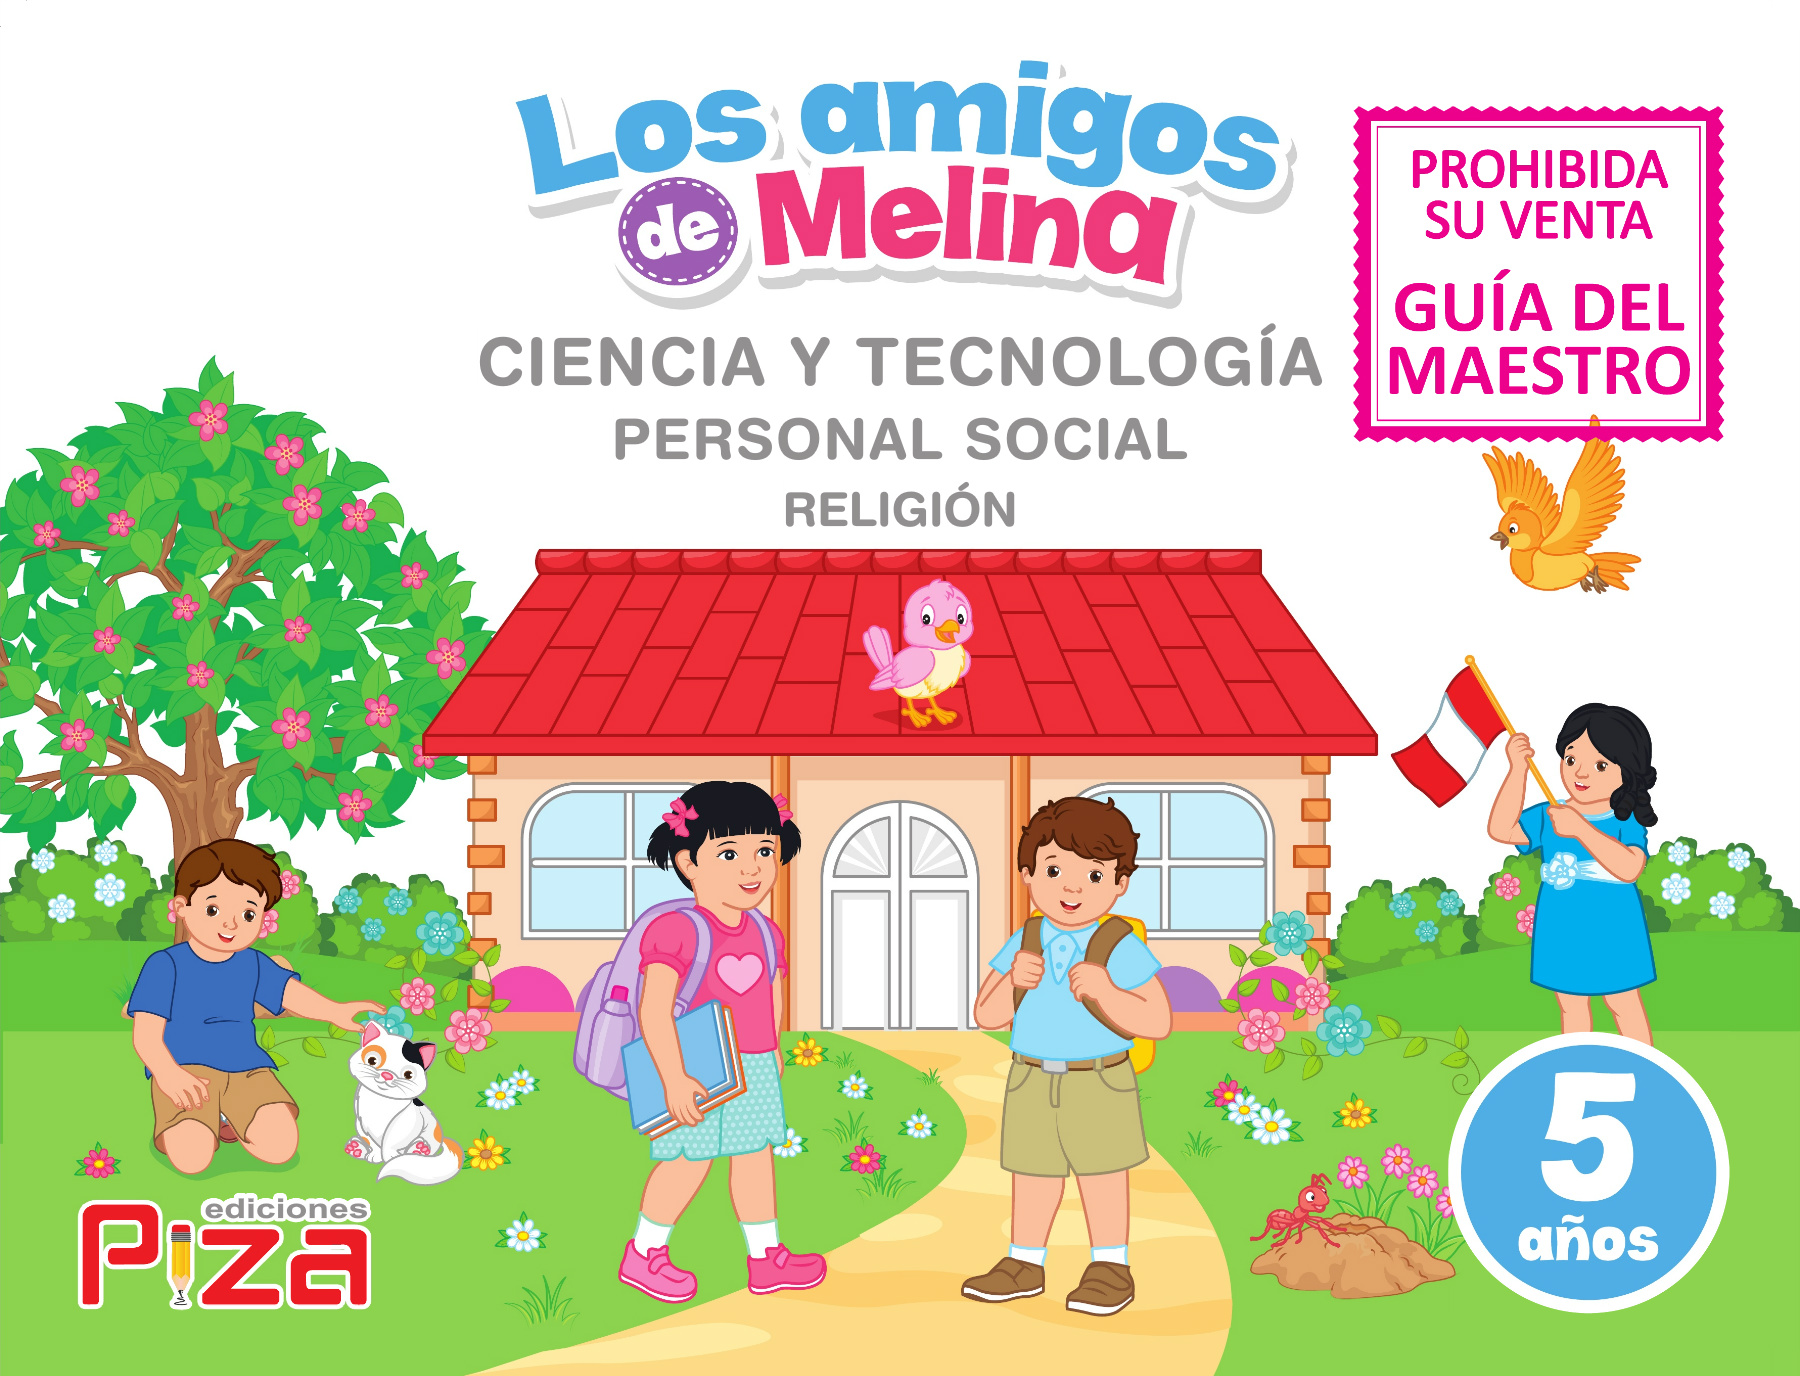 Los amigos
de Melina
PROHIBIDA
SU VENTA
GUÍA DEL
MAESTRO
CIENCIA Y TECNOLOGÍA
PERSONAL SOCIAL
RELIGIÓN
ediciones
Piza
5
años